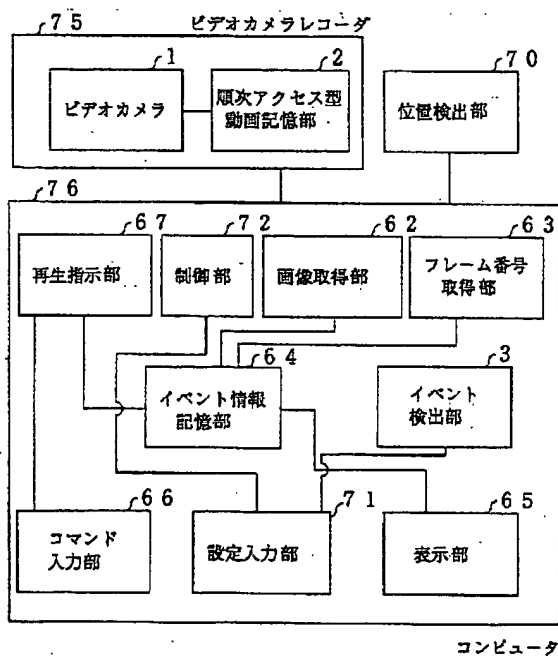 75
ビデオカメラレコーダ
1
ビデオカメラ
2
順次アクセス型
動画記憶部
70
位置検出部
76
67
再生指示部
72
制御部
62
画像取得部
63
フレーム番号
取得部
64
イベント情報
記憶部
3
イベント
検出部
66
コマンド
入力部
71
設定入力部
65
表示部
コンピュータ